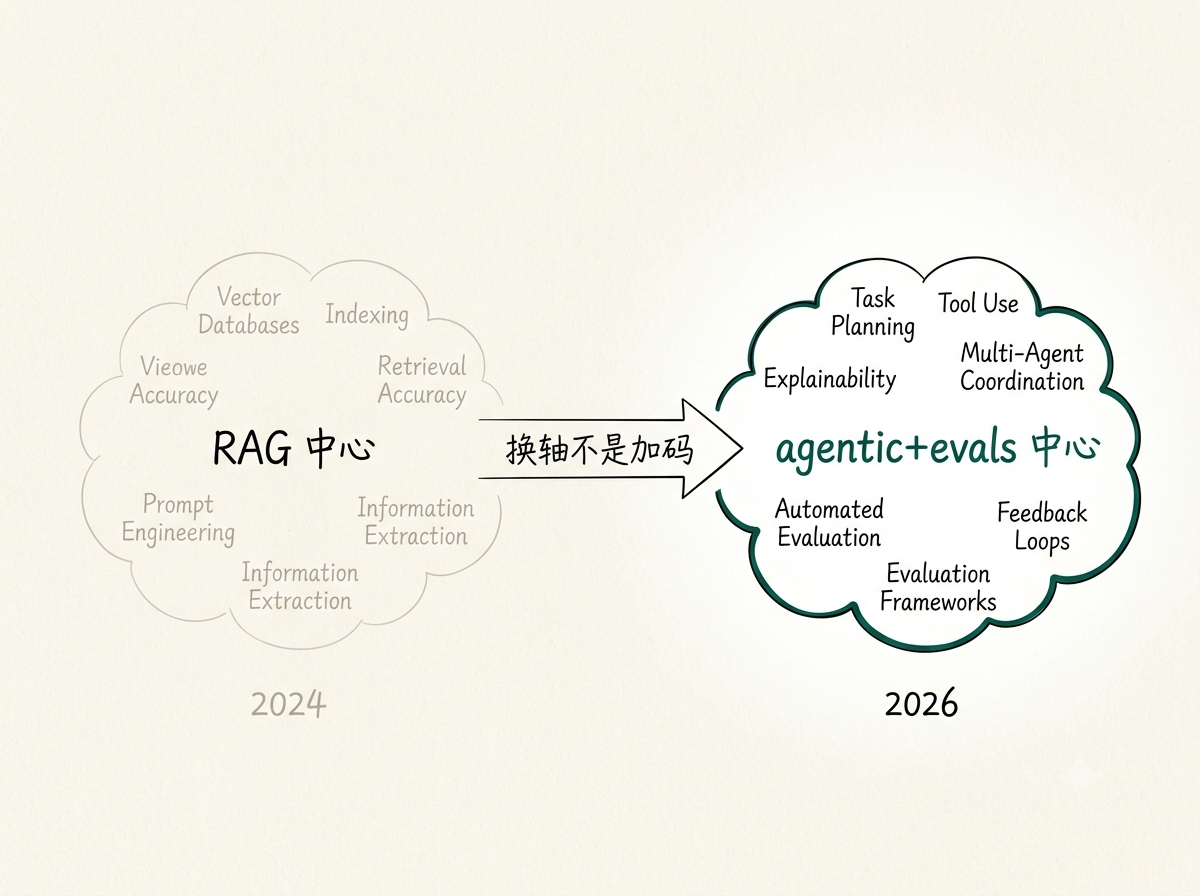 Vector
Databases
Indexing
Vieowe
Accuracy
Retrieval
Accuracy
RAG 中心
Prompt
Engineering
Information
Extraction
Information
Extraction
2024
换轴不是加码
Task
Planning
Tool Use
Explainability
Multi-Agent
Coordination
agentic+evals 中心
Automated
Evaluation
Feedback
Loops
Evaluation
Frameworks
2026